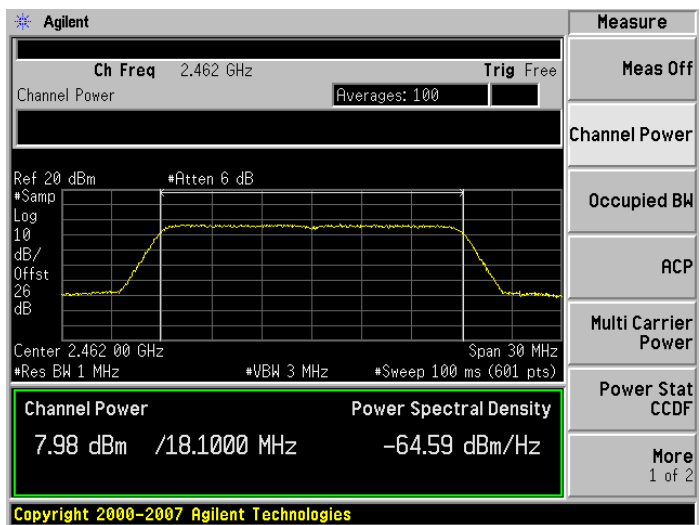 Agilent
Measure
Ch Freq 2.462 GHz Trig Free
Channel Power Averages: 100
Ref 20 dBm #Atten 6 dB
#Samp
Log
10
dB/
Offst
26
dB
Center 2.462 00 GHz Span 30 MHz
#Res BW 1 MHz #VBW 3 MHz #Sweep 100 ms (601 pts)
Channel Power Power Spectral Density
7.98 dBm /18.1000 MHz -64.59 dBm/Hz
Copyright 2000-2007 Agilent Technologies
Meas Off
Channel Power
Occupied BW
ACP
Multi Carrier
Power
Power Stat
CCDF
More
1 of 2